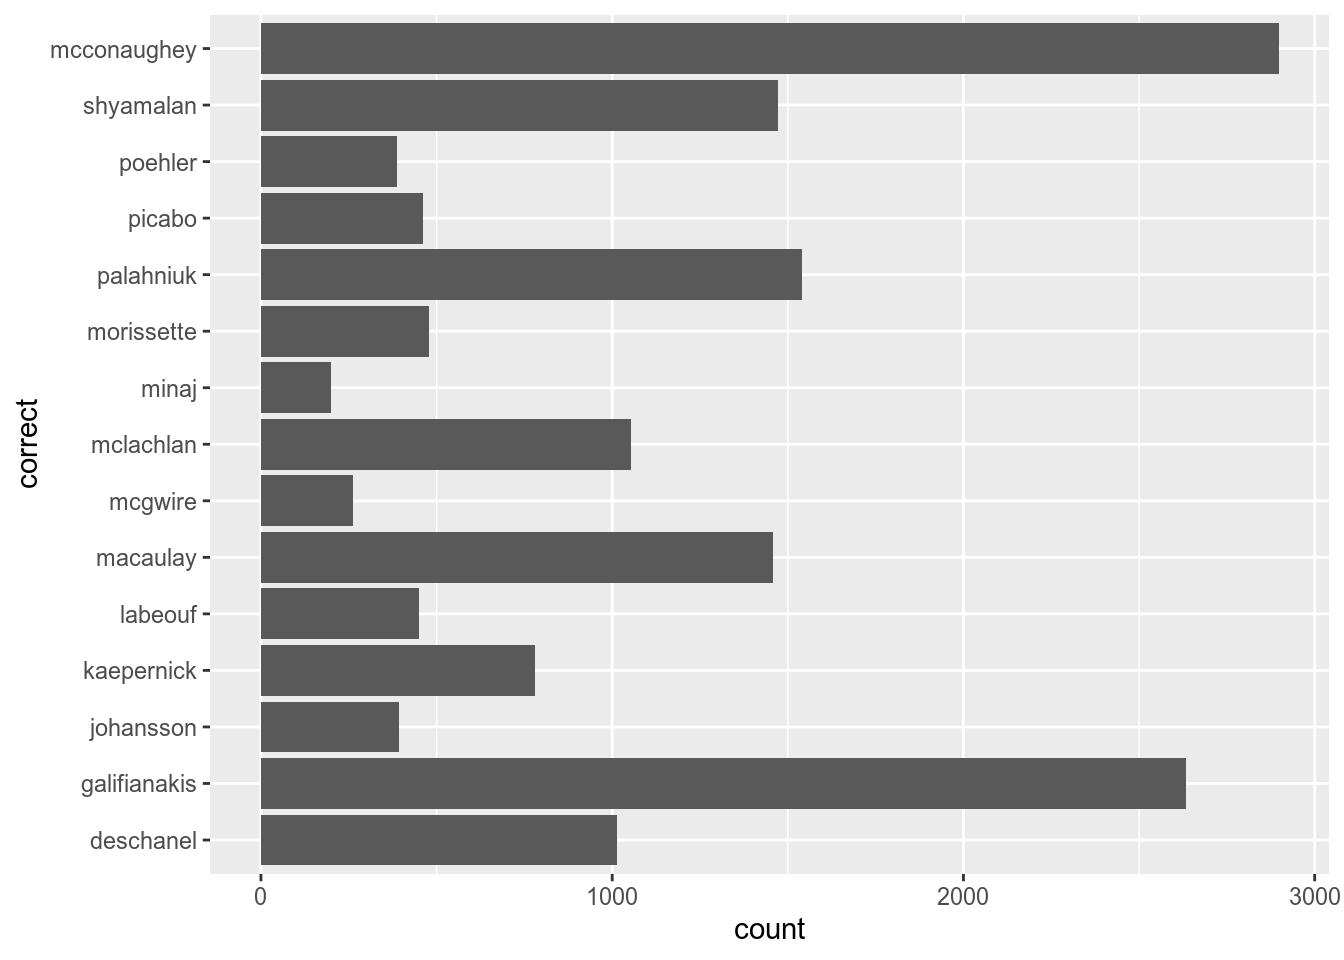 mcconaughey
shyamalan
poehler
picabo
palahniuk
morissette
minaj
mclachlan
mcgwire
macaulay
labeouf
kaepernick
johansson
galifianakis
deschanel
correct
0 1000 2000 3000
count